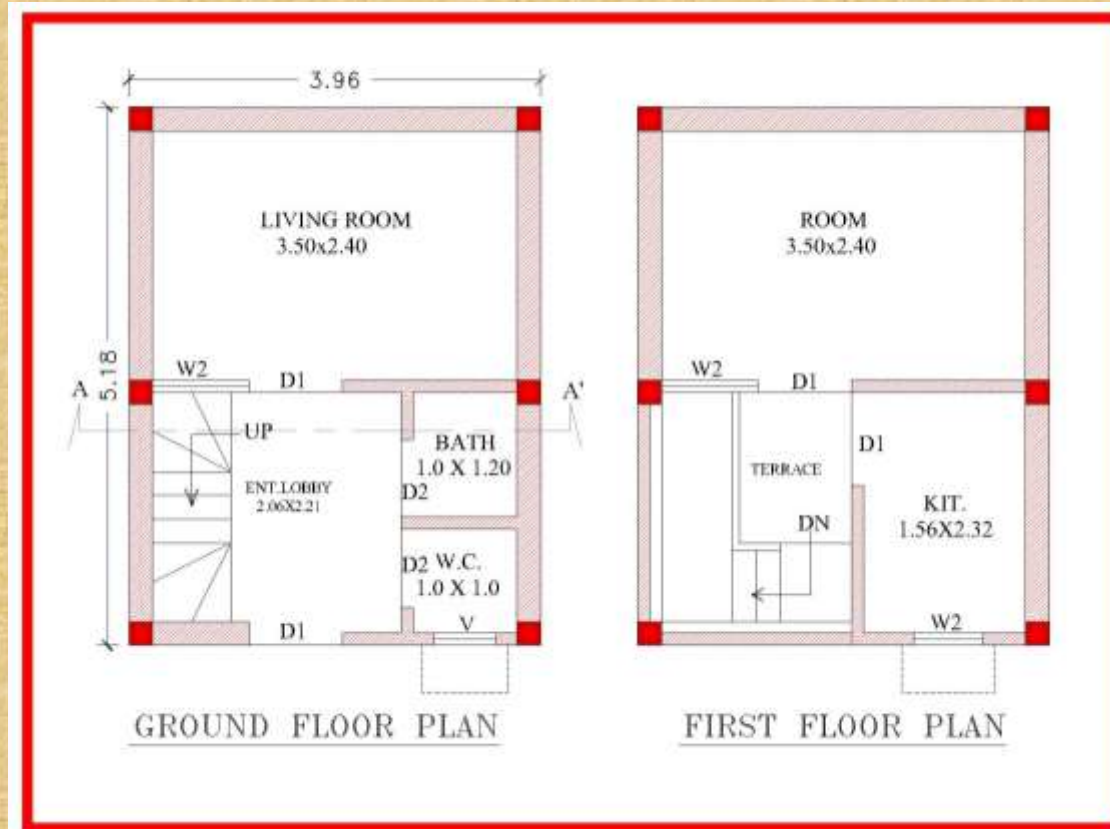 3.96
5.18
LIVING ROOM
3.50x2.40
W2
D1
A
A'
UP
BATH
1.0 X 1.20
ENT.LOBBY
2.06X2.21
D2
D2
W.C.
1.0 X 1.0
D1
V
GROUND FLOOR PLAN
ROOM
3.50x2.40
W2
D1
D1
TERRACE
KIT.
1.56X2.32
DN
W2
FIRST FLOOR PLAN